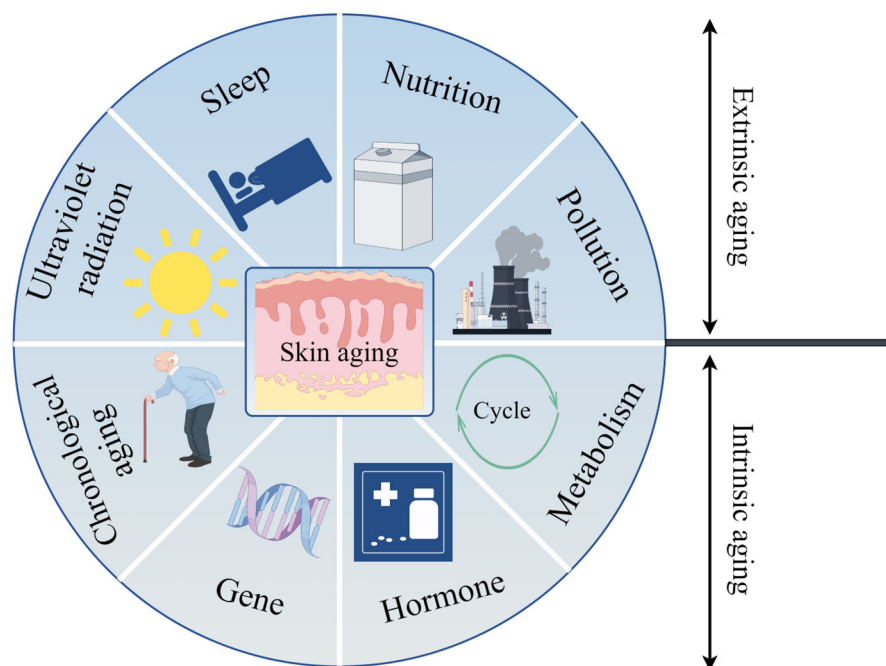 Sleep
Nutrition
Ultraviolet
radiation
Pollution
Extrinsic aging
Skin aging
Chronological
aging
Cycle
Metabolism
Gene
Hormone
Intrinsic aging